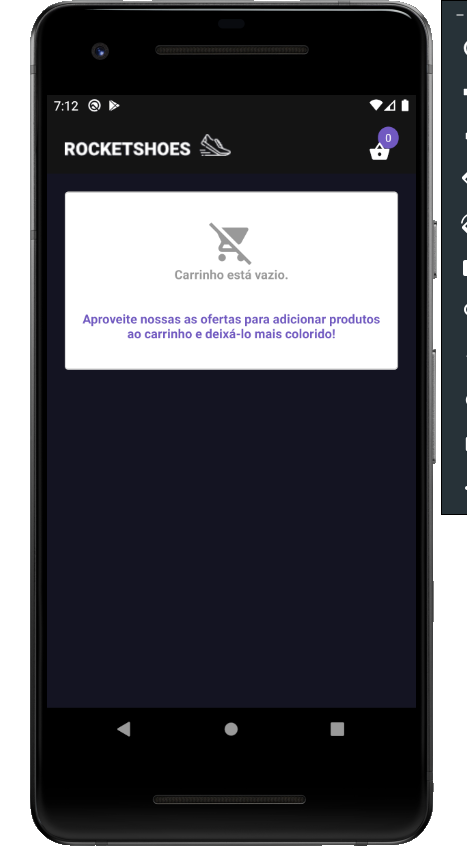 7:12
ROCKETSHOES
0
Carrinho está vazio.
Aproveite nossas as ofertas para adicionar produtos
ao carrinho e deixá-lo mais colorido!